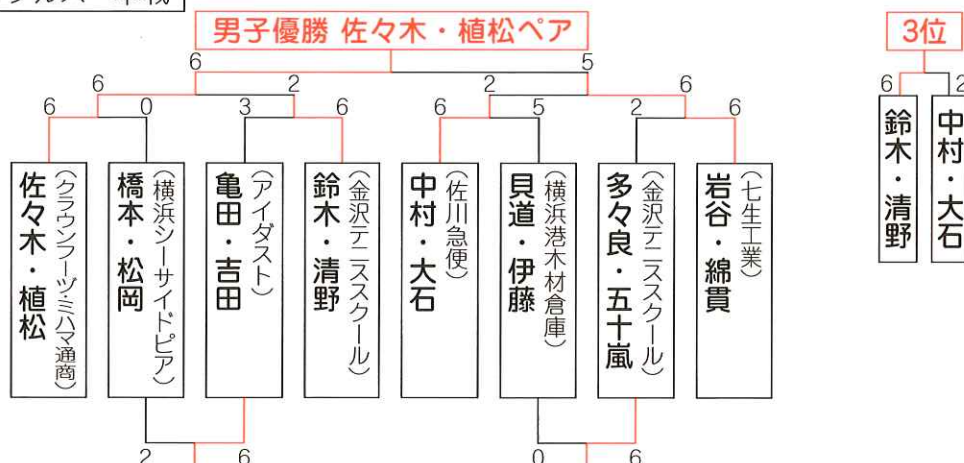 男子優勝 佐々木・植松ペア
3位
6 5
6 2 2 6
6 0 3 6 6 5 2 6
6 2
佐々木・植松
(クラウンフーヅ・ミハマ通商)
橋本・松岡
(横浜シーサイドピア)
亀田・吉田
(アイダスト)
鈴木・清野
(金沢テニススクール)
中村・大石
(佐川急便)
貝道・伊藤
(横浜港木材倉庫)
多々良・五十嵐
(金沢テニススクール)
岩谷・綿貫
(七生工業)
鈴木・清野
中村・大石
2 6 0 6